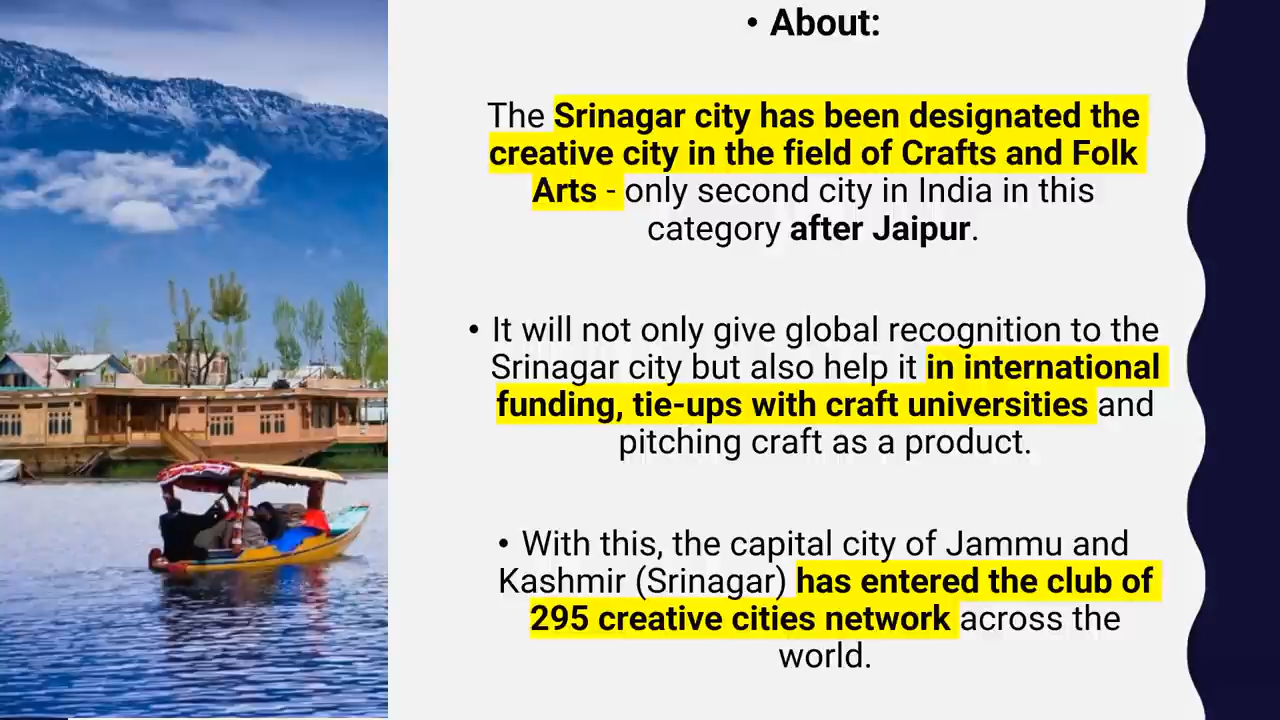 • About:
The Srinagar city has been designated the
creative city in the field of Crafts and Folk
Arts - only second city in India in this
category after Jaipur.
• It will not only give global recognition to the
Srinagar city but also help it in international
funding, tie-ups with craft universities and
pitching craft as a product.
• With this, the capital city of Jammu and
Kashmir (Srinagar) has entered the club of
295 creative cities network across the
world.